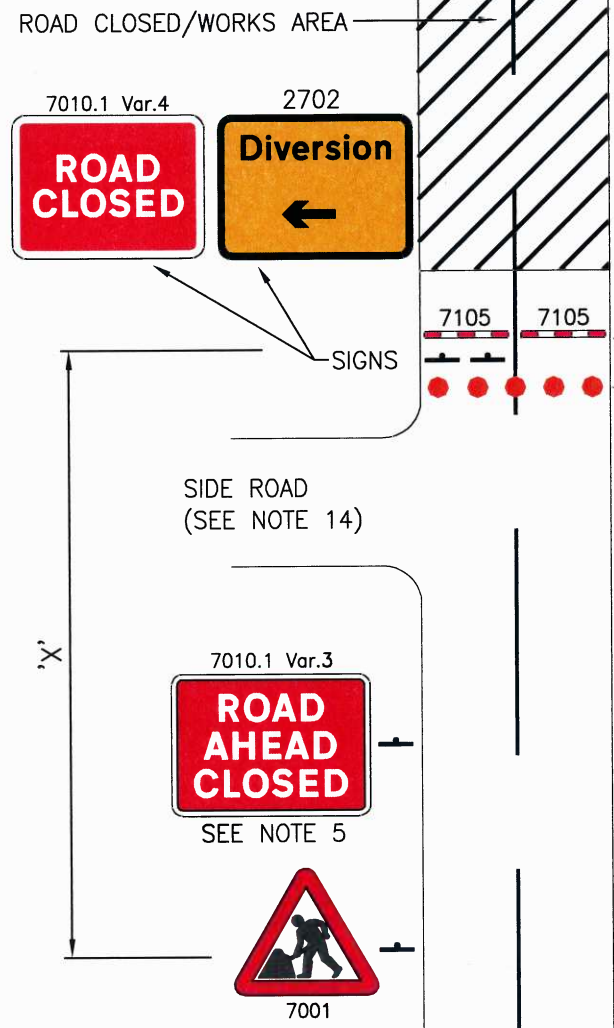 ROAD CLOSED/WORKS AREA
7010.1 Var.4
2702
ROAD
CLOSED
Diversion
7105
7105
SIGNS
SIDE ROAD
(SEE NOTE 14)
'X'
7010.1 Var.3
ROAD
AHEAD
CLOSED
SEE NOTE 5
7001